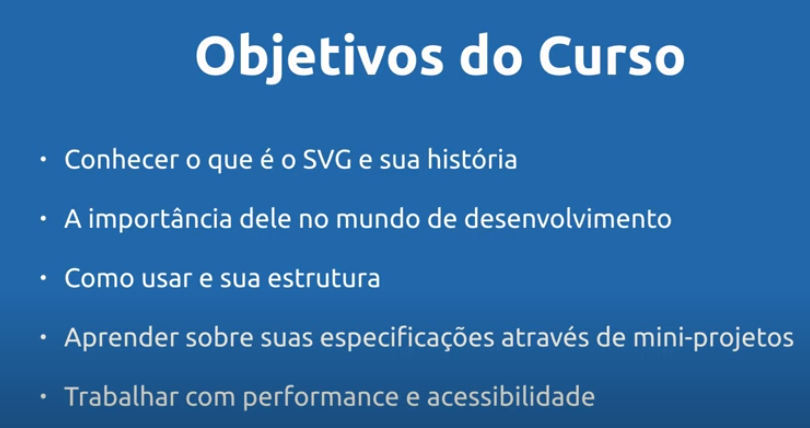 Objetivos do Curso
• Conhecer o que é o SVG e sua história
• A importância dele no mundo de desenvolvimento
• Como usar e sua estrutura
• Aprender sobre suas especificações através de mini-projetos
• Trabalhar com performance e acessibilidade